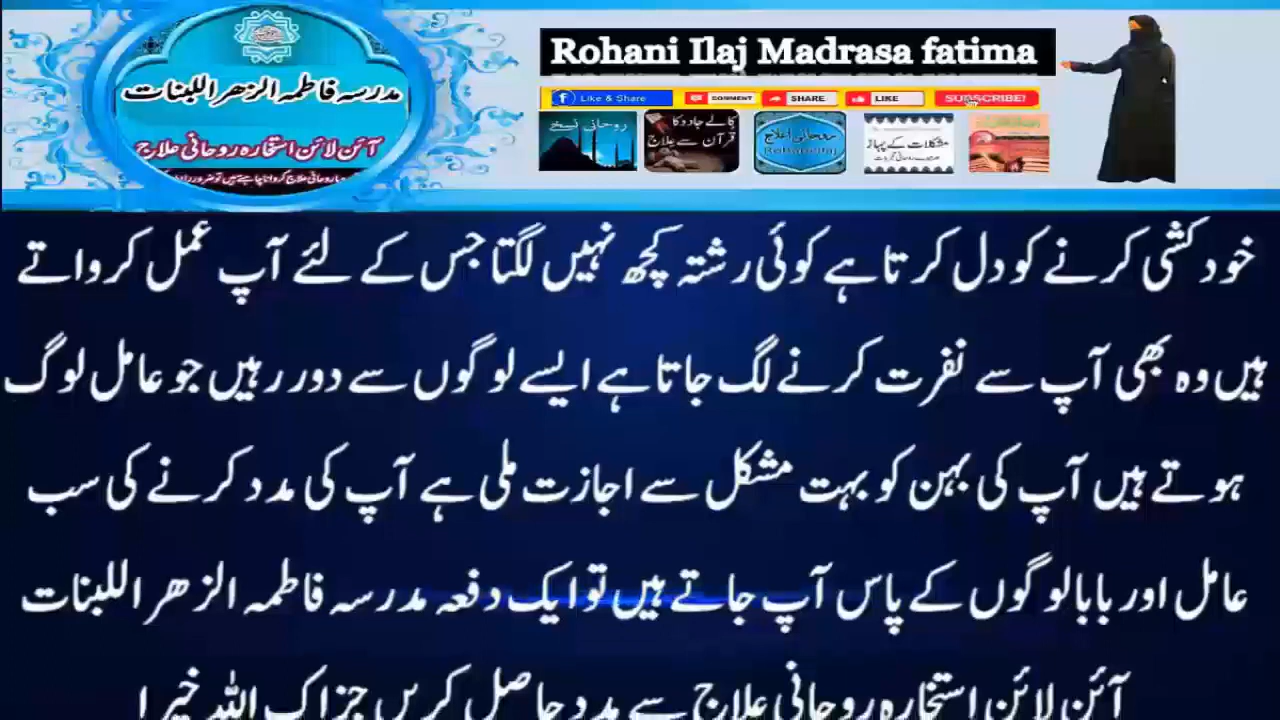 مدرسہ فاطمہ الزھرا اللبنات
آئن لائن استخارہ روحانی علاج
Rohani Ilaj Madrasa fatima
Like & Share
COMMENT
SHARE
LIKE
SUBSCRIBE!
روحانی نسخے
کالے جادو کا
قرآن سے علاج
روحانی علاج
مشکلات کے پہاڑ
خودکشی کرنے کو دل کرتا ہے کوئی رشتہ کچھ نہیں لگتا جس کے لئے آپ عمل کرواتے
ہیں وہ بھی آپ سے نفرت کرنے لگ جاتا ہے ایسے لوگوں سے دور رہیں جو عامل لوگ
ہوتے ہیں آپ کی بہن کو بہت مشکل سے اجازت ملی ہے آپ کی مدد کرنے کی سب
عامل اور بابا لوگوں کے پاس آپ جاتے ہیں تو ایک دفعہ مدرسہ فاطمہ الزھرا اللبنات
آئن لائن استخارہ روحانی علاج سے مدد حاصل کریں جزاک اللہ خیرا